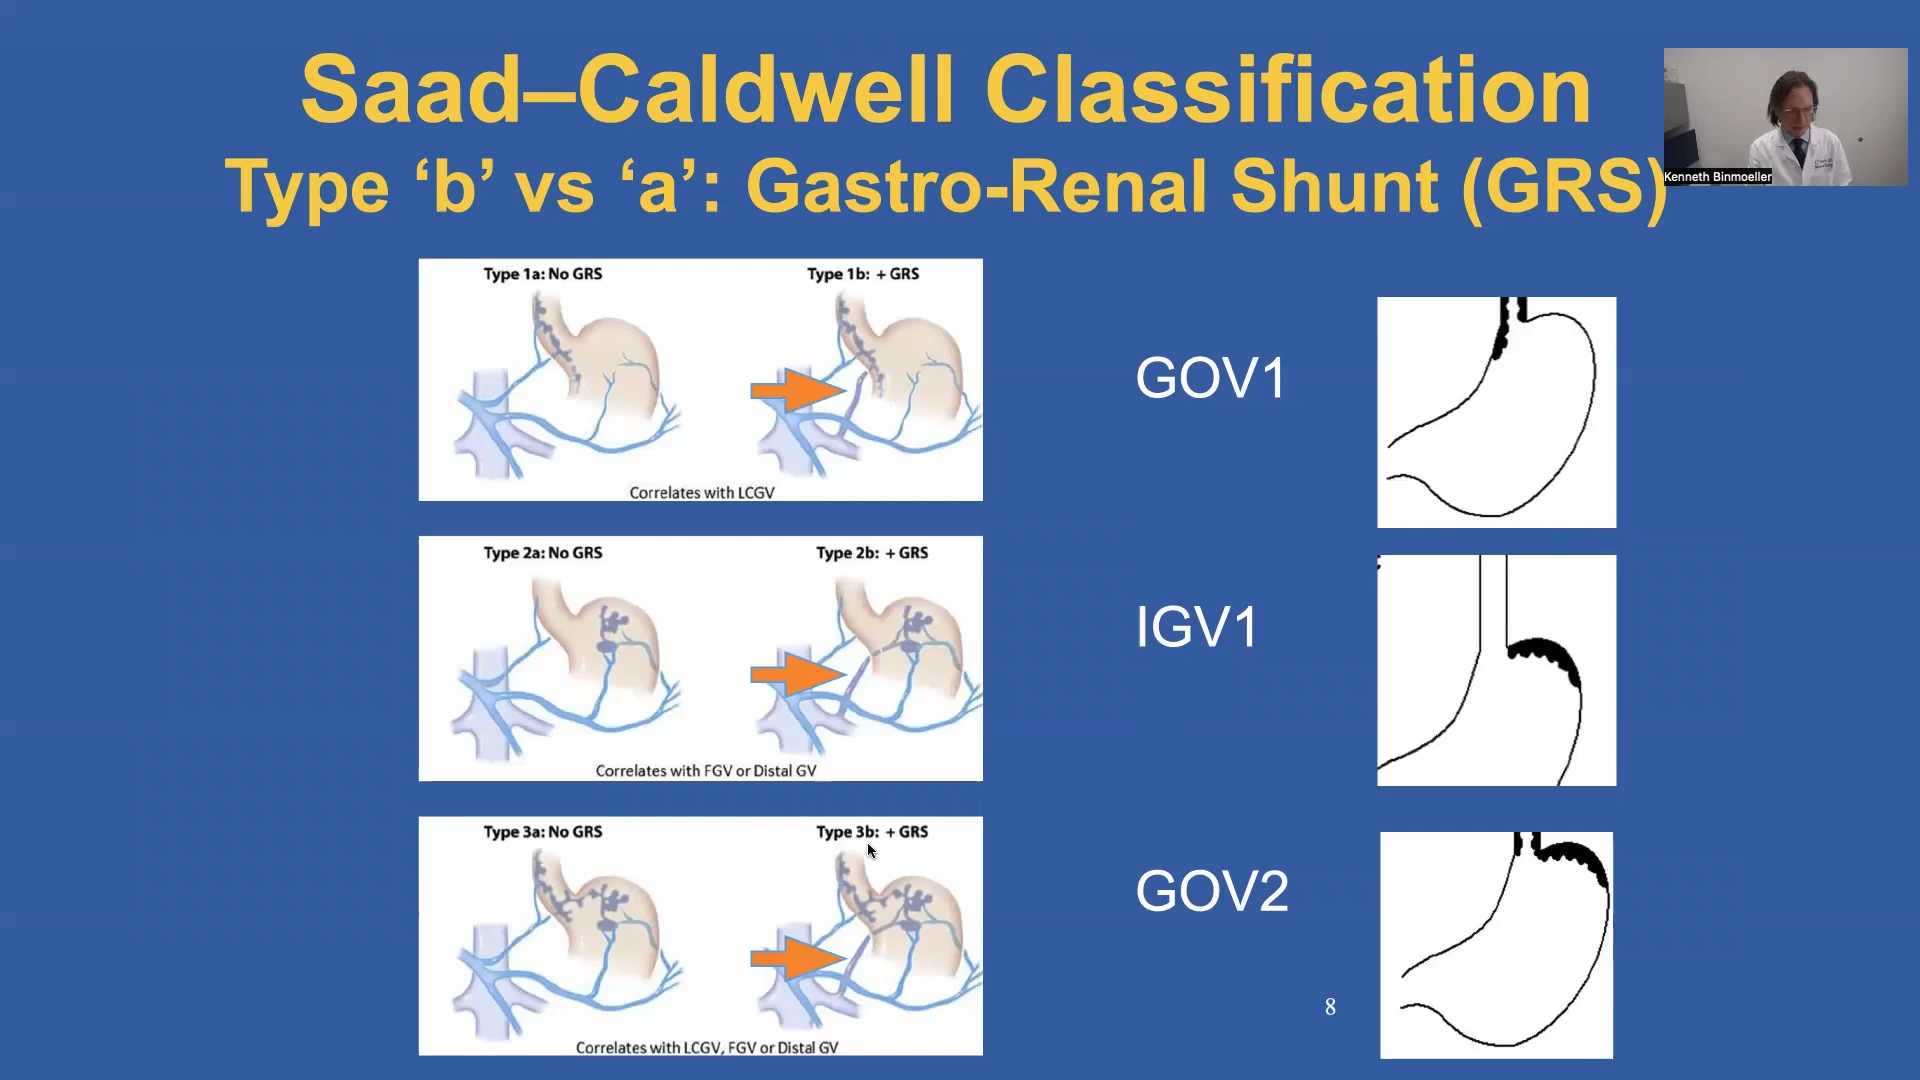 Saad–Caldwell Classification
Type ‘b’ vs ‘a’: Gastro-Renal Shunt (GRS)
Kenneth Binmoeller
Type 1a: No GRS
Type 1b: + GRS
Correlates with LCGV
GOV1
Type 2a: No GRS
Type 2b: + GRS
Correlates with FGV or Distal GV
IGV1
Type 3a: No GRS
Type 3b: + GRS
Correlates with LCGV, FGV or Distal GV
GOV2
8